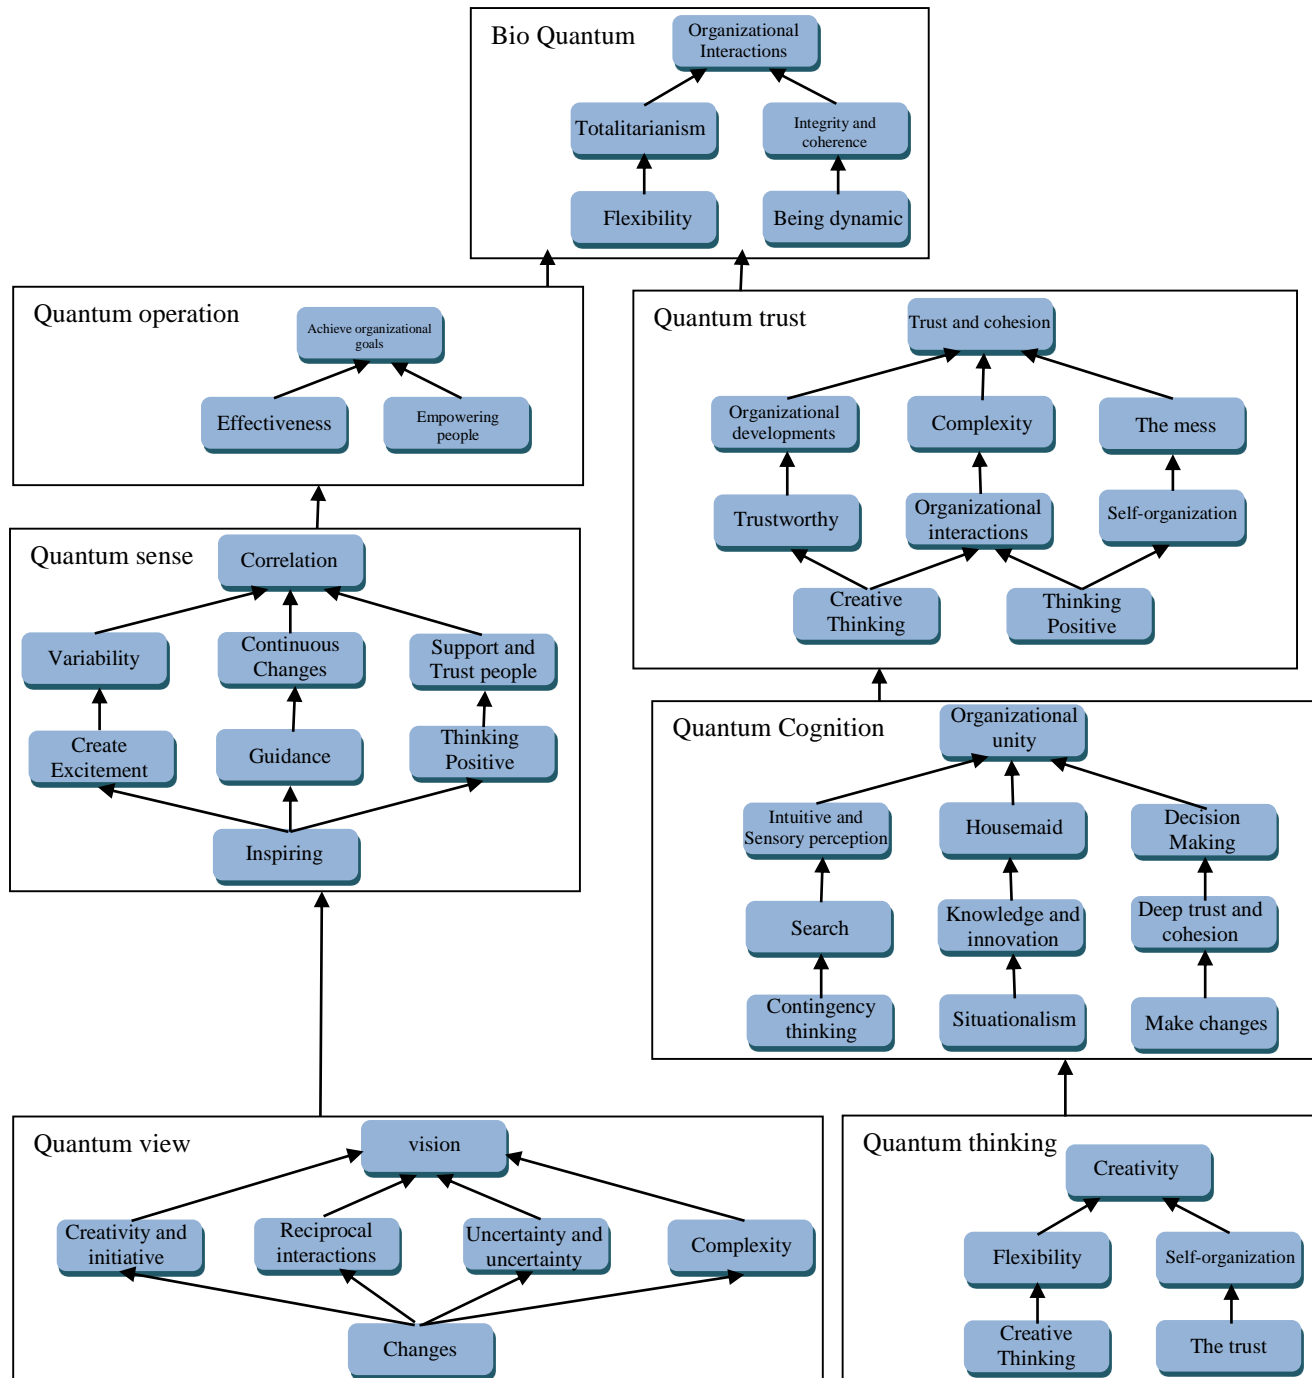 Bio Quantum
Organizational
Interactions
Totalitarianism
Integrity and
coherence
Flexibility
Being dynamic
Quantum operation
Achieve organizational
goals
Effectiveness
Empowering
people
Quantum trust
Trust and cohesion
Organizational
developments
Complexity
The mess
Trustworthy
Organizational
interactions
Self-organization
Creative
Thinking
Thinking
Positive
Quantum sense
Correlation
Variability
Continuous
Changes
Support and
Trust people
Create
Excitement
Guidance
Thinking
Positive
Inspiring
Quantum Cognition
Organizational
unity
Intuitive and
Sensory perception
Housemaid
Decision
Making
Search
Knowledge and
innovation
Deep trust and
cohesion
Contingency
thinking
Situationalism
Make changes
Quantum view
vision
Creativity and
initiative
Reciprocal
interactions
Uncertainty and
uncertainty
Complexity
Changes
Quantum thinking
Creativity
Flexibility
Self-organization
Creative
Thinking
The trust